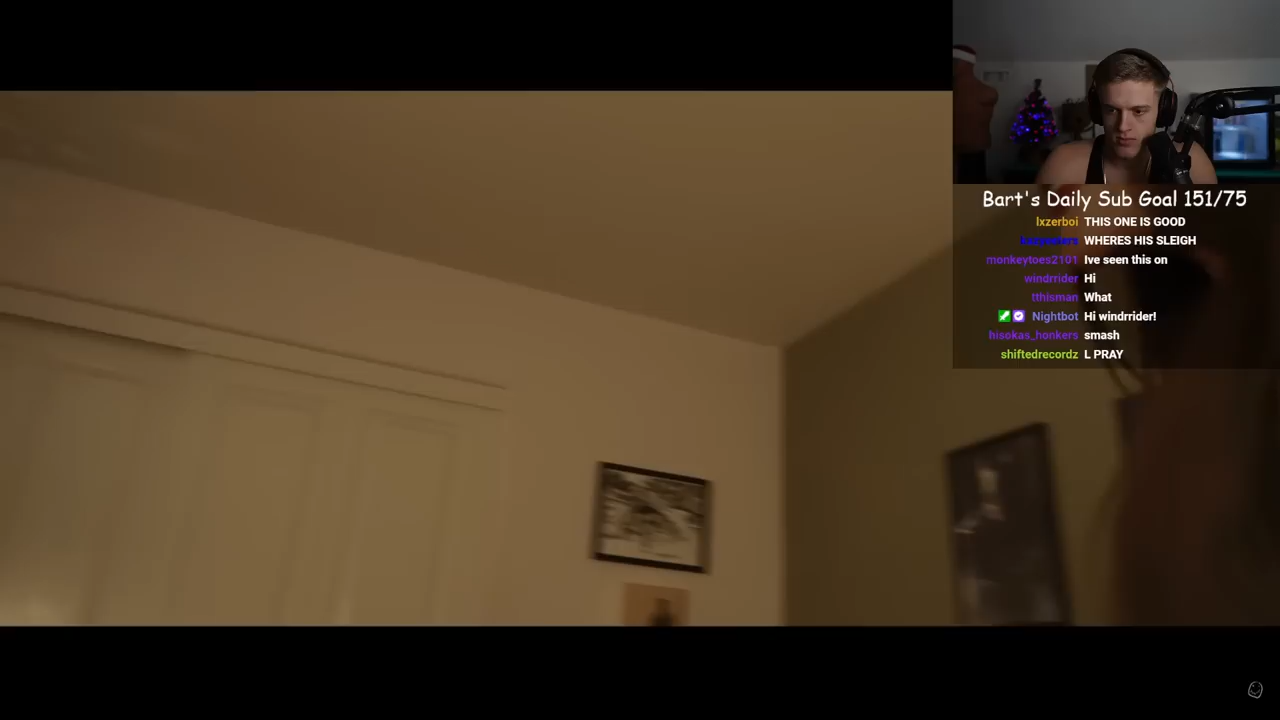 Bart's Daily Sub Goal 151/75
lxzerboi THIS ONE IS GOOD
WHERES HIS SLEIGH
monkeytoes2101 Ive seen this on
windrrider Hi
tthisman What
Nightbot Hi windrrider!
hisokas_honkers smash
shiftedrecordz L PRAY